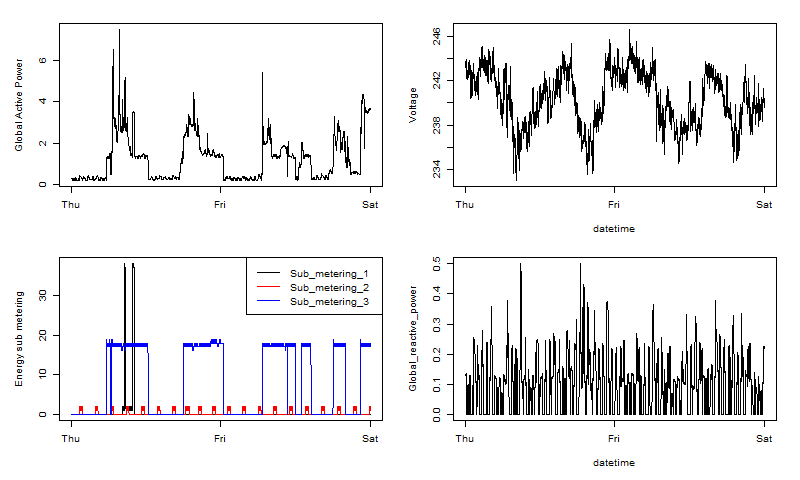 Global Active Power
6
4
2
0
Thu
Fri
Sat
Voltage
246
242
238
234
Thu
Fri
Sat
datetime
Energy sub metering
30
20
10
0
Sub_metering_1
Sub_metering_2
Sub_metering_3
Thu
Fri
Sat
Global_reactive_power
0.5
0.4
0.3
0.2
0.1
0.0
Thu
Fri
Sat
datetime